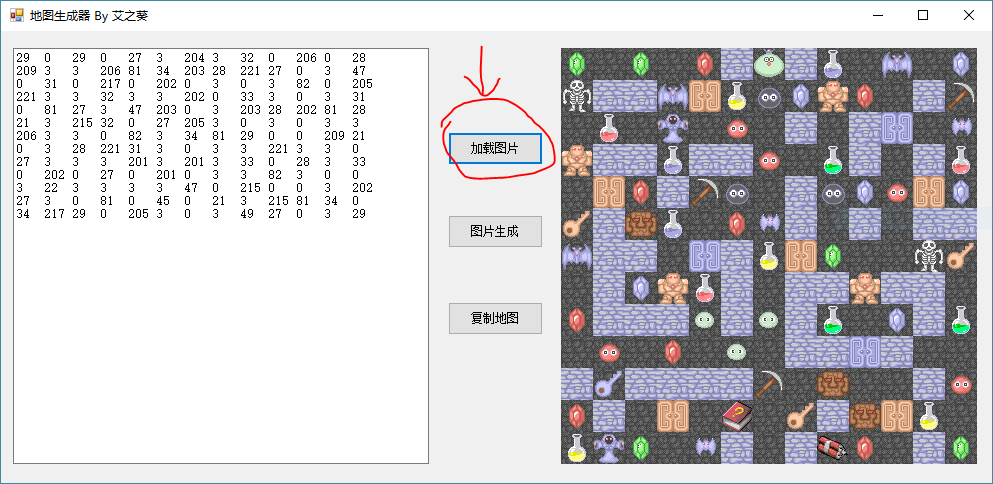 地图生成器 By 艾之葵
29 0 29 0 27 3 204 3 32 0 206 0 28
209 3 3 206 81 34 203 28 221 27 0 3 47
0 31 0 217 0 202 0 3 0 3 82 0 205
221 3 3 32 3 3 202 0 33 3 0 3 31
0 81 27 3 47 203 0 3 203 28 202 81 28
21 3 215 32 0 27 205 3 0 3 3 3 3
206 3 3 0 82 3 34 81 29 0 0 209 21
0 3 28 221 31 3 0 3 3 221 3 3 0
27 3 3 3 201 3 201 3 33 0 28 3 33
0 202 0 27 0 201 0 3 3 82 3 0 0
3 22 3 3 3 3 47 0 215 0 0 3 202
27 3 0 81 0 45 0 21 3 215 81 34 0
34 217 29 0 205 3 0 3 49 27 0 3 29
加载图片
图片生成
复制地图